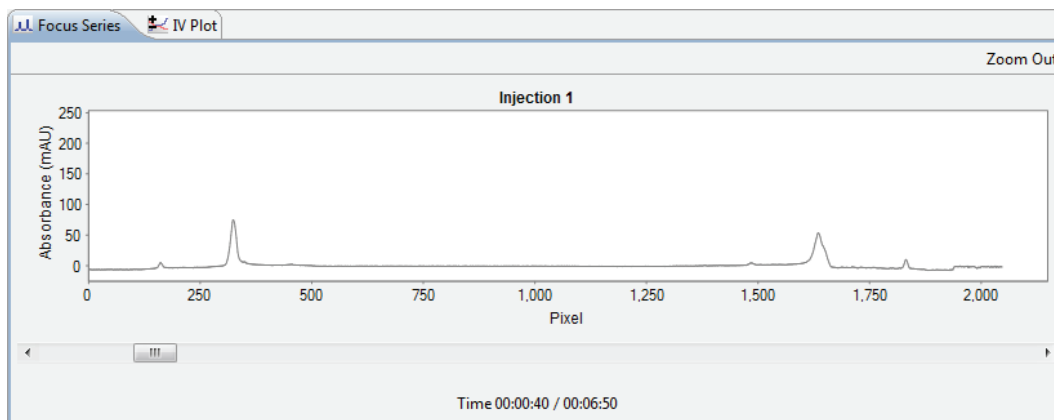 Focus Series IV Plot
Zoom Out
Injection 1
Absorbance (mAU)
250
200
150
100
50
0
0 250 500 750 1,000 1,250 1,500 1,750 2,000
Pixel
Time 00:00:40 / 00:06:50